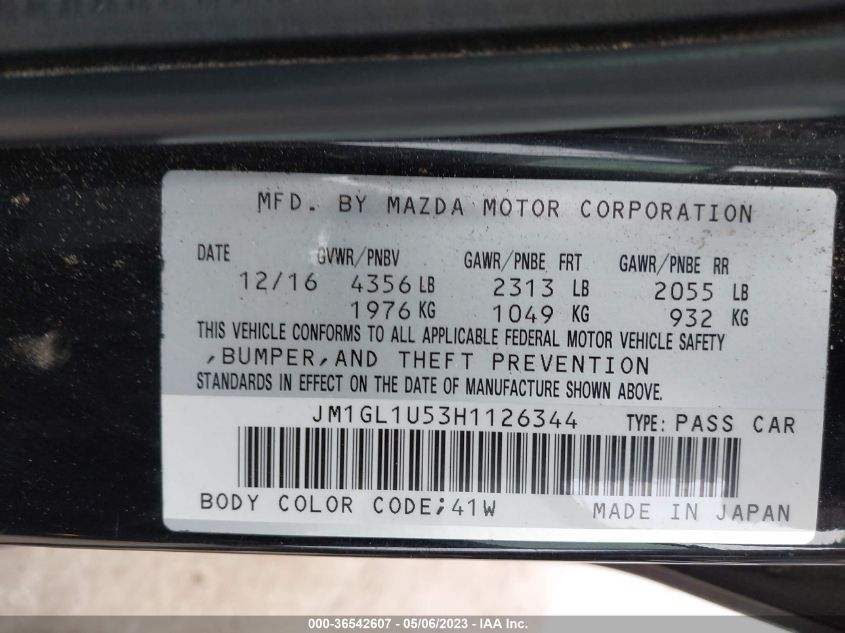 MFD. BY MAZDA MOTOR CORPORATION
DATE GVWR/PNBV GAWR/PNBE FRT GAWR/PNBE RR
12/16 4356 LB 2313 LB 2055 LB
1976 KG 1049 KG 932 KG
THIS VEHICLE CONFORMS TO ALL APPLICABLE FEDERAL MOTOR VEHICLE SAFETY
,BUMPER,AND THEFT PREVENTION
STANDARDS IN EFFECT ON THE DATE OF MANUFACTURE SHOWN ABOVE.
JM1GL1U53H1126344 TYPE: PASS CAR
BODY COLOR CODE;41W MADE IN JAPAN
000-36542607 - 05/06/2023 - IAA Inc.